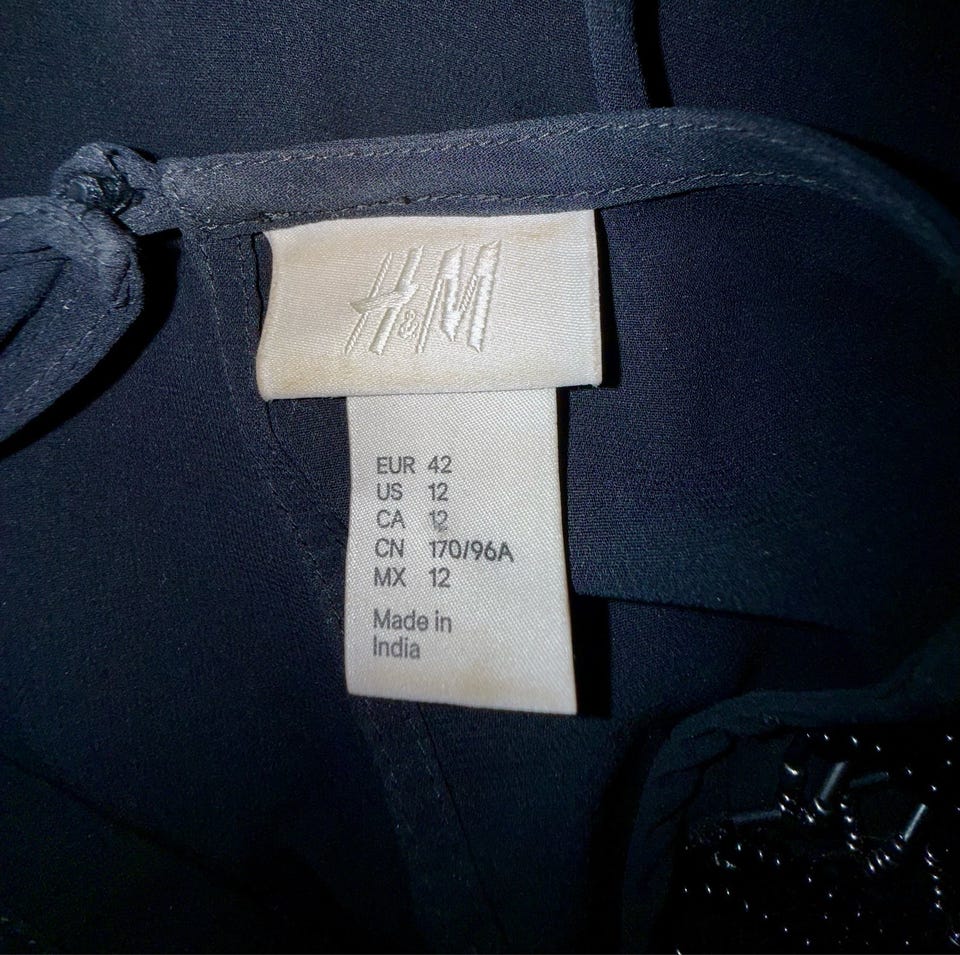 H&M
EUR 42
US 12
CA 12
CN 170/96A
MX 12
Made in
India